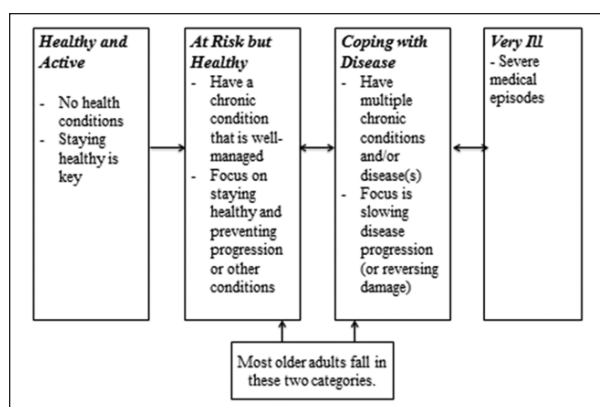 Healthy and
Active
- No health
conditions
- Staying
healthy is
key
At Risk but
Healthy
- Have a
chronic
condition
that is well-
managed
- Focus on
staying
healthy and
preventing
progression
or other
conditions
Coping with
Disease
- Have
multiple
chronic
conditions
and/or
disease(s)
- Focus is
slowing
disease
progression
(or reversing
damage)
Very Ill
- Severe
medical
episodes
Most older adults fall in
these two categories.